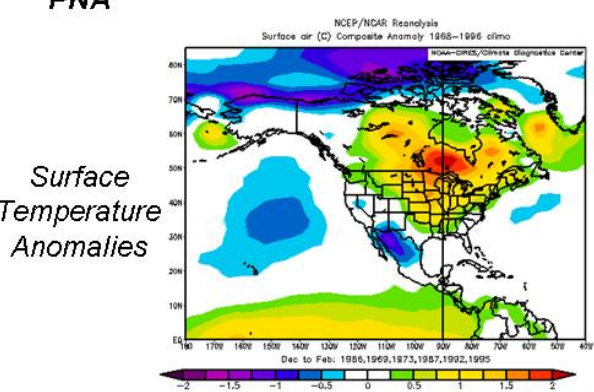 PNA
NCEP/NCAR Reanalysis
Surface air (C) Composite Anomaly 1968–1996 climo
NOAA–CIRES/Climate Diagnostics Center
80N
70N
60N
50N
40N
30N
20N
10N
EQ
Surface
Temperature
Anomalies
180 170W 160W 150W 140W 130W 120W 110W 100W 90W 80W 70W 60W 50W 40W
Dec to Feb: 1986,1969,1973,1987,1992,1995
−2 −1.5 −1 −0.5 0 0.5 1 1.5 2